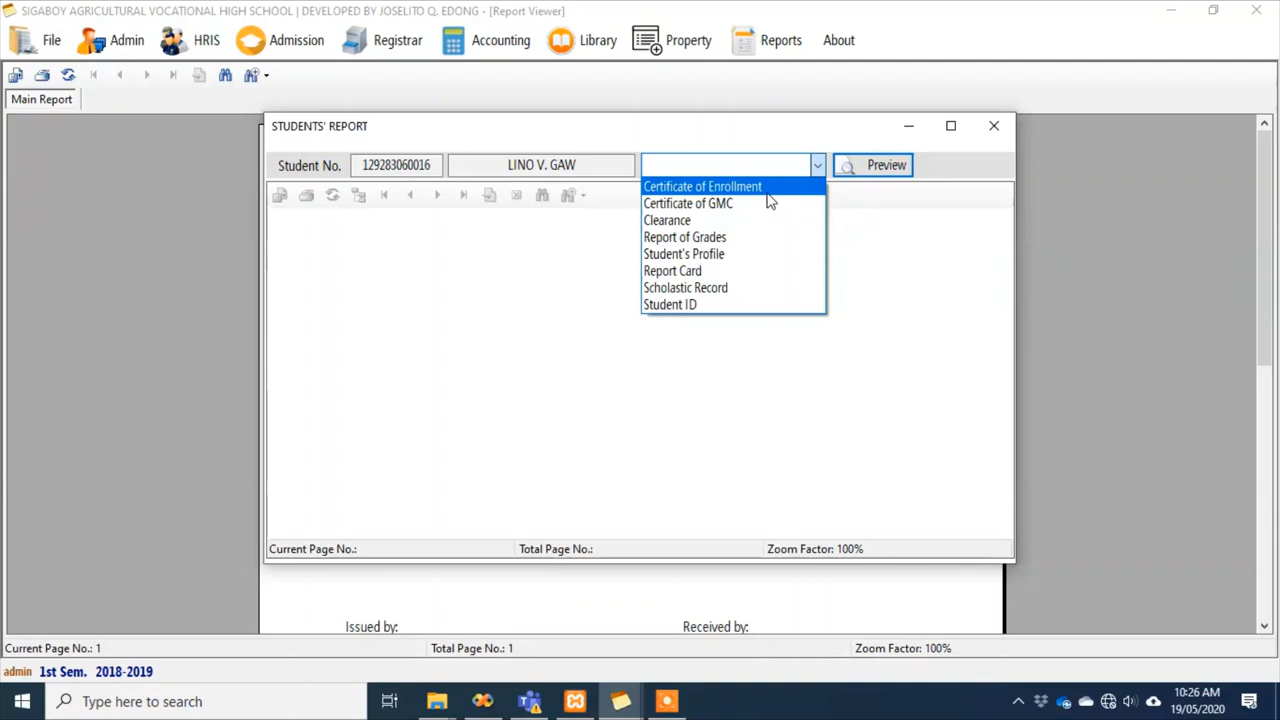 SIGABOY AGRICULTURAL VOCATIONAL HIGH SCHOOL | DEVELOPED BY JOSELITO Q. EDONG - [Report Viewer]
File Admin HRIS Admission Registrar Accounting Library Property Reports About
Main Report
STUDENTS' REPORT
Student No. 129283060016 LINO V. GAW Preview
Certificate of Enrollment
Certificate of GMC
Clearance
Report of Grades
Student's Profile
Report Card
Scholastic Record
Student ID
Current Page No.: Total Page No.: Zoom Factor: 100%
Issued by: Received by:
Current Page No.: 1 Total Page No.: 1 Zoom Factor: 100%
admin 1st Sem. 2018-2019
Type here to search
10:26 AM
19/05/2020